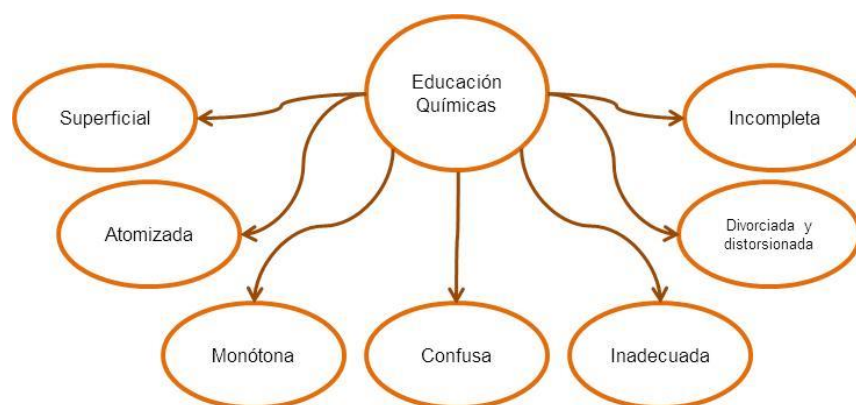 Educación
Químicas
Superficial
Incompleta
Atomizada
Divorciada y
distorsionada
Monótona
Confusa
Inadecuada